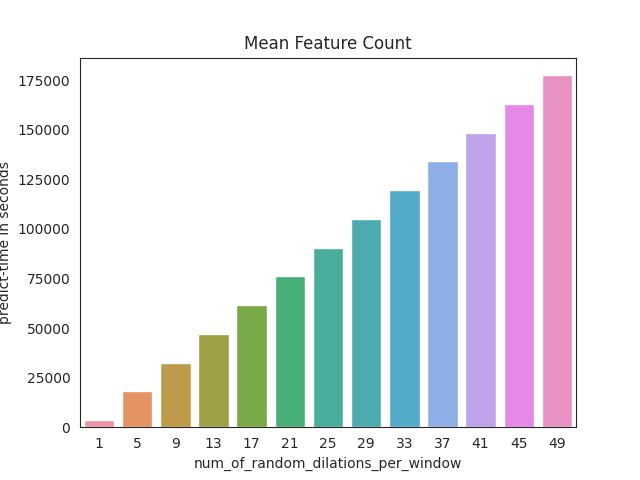 Mean Feature Count
predict-time in seconds
175000
150000
125000
100000
75000
50000
25000
0
1 5 9 13 17 21 25 29 33 37 41 45 49
num_of_random_dilations_per_window